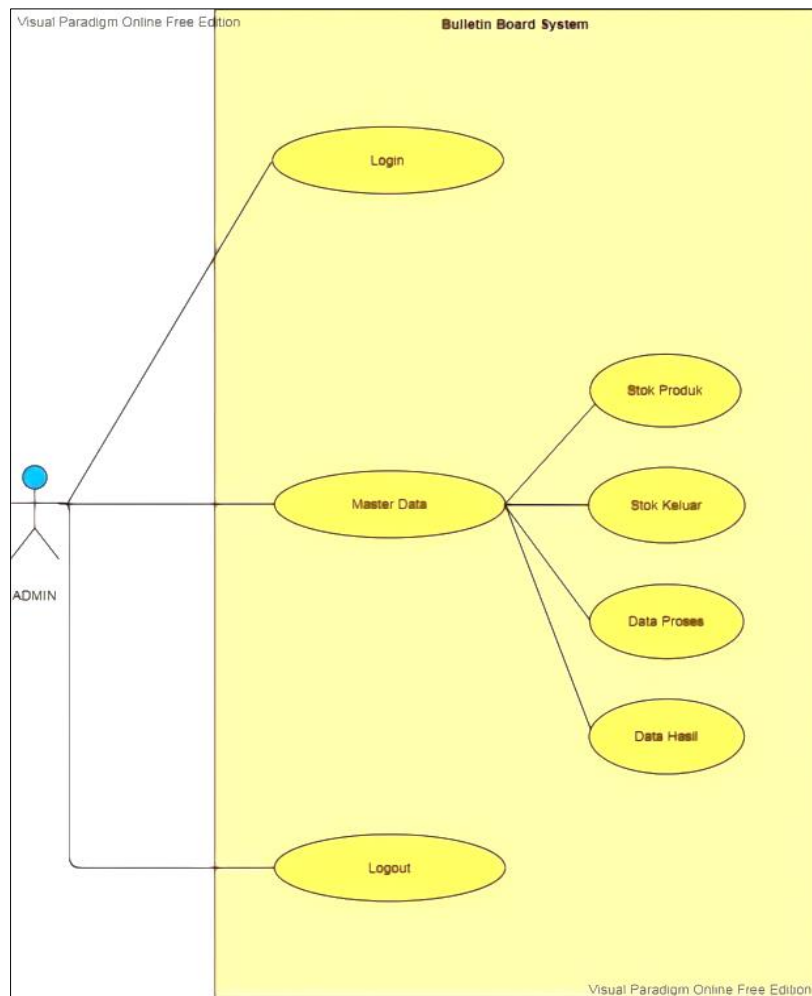 Visual Paradigm Online Free Edition
Bulletin Board System
Login
Stok Produk
Master Data
Stok Keluar
ADMIN
Data Proses
Data Hasil
Logout
Visual Paradigm Online Free Edition